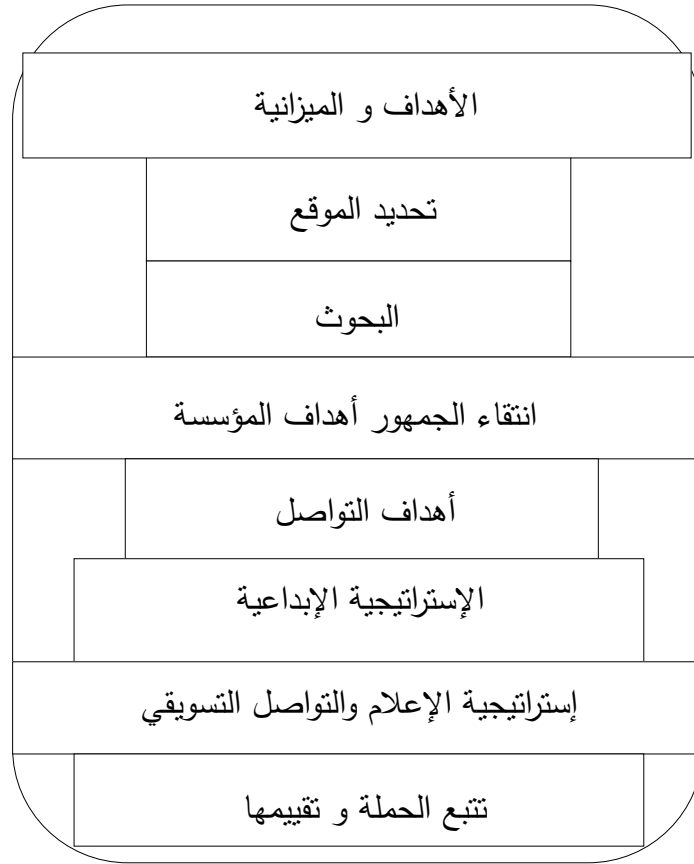 الأهداف و الميزانية
تحديد الموقع
البحوث
انتقاء الجمهور أهداف المؤسسة
أهداف التواصل
الإستراتيجية الإبداعية
إستراتيجية الإعلام والتواصل التسويقي
تتبع الحملة و تقييمها